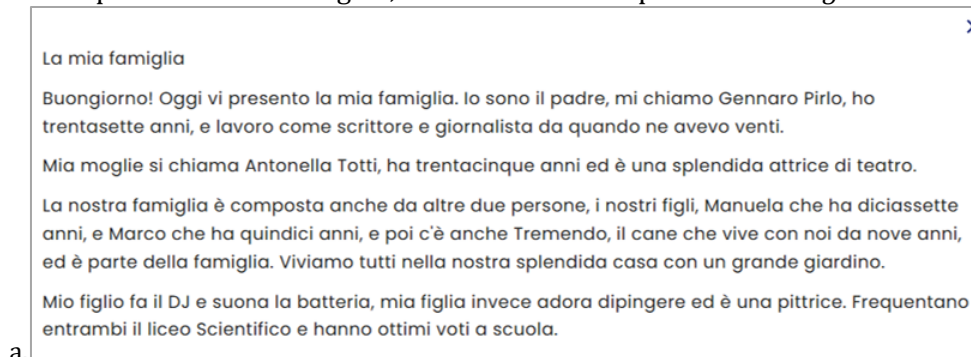 La mia famiglia
Buongiorno! Oggi vi presento la mia famiglia. Io sono il padre, mi chiamo Gennaro Pirlo, ho
trentasette anni, e lavoro come scrittore e giornalista da quando ne avevo venti.
Mia moglie si chiama Antonella Totti, ha trentacinque anni ed è una splendida attrice di teatro.
La nostra famiglia è composta anche da altre due persone, i nostri figli, Manuela che ha diciassette
anni, e Marco che ha quindici anni, e poi c'è anche Tremendo, il cane che vive con noi da nove anni,
ed è parte della famiglia. Viviamo tutti nella nostra splendida casa con un grande giardino.
Mio figlio fa il DJ e suona la batteria, mia figlia invece adora dipingere ed è una pittrice. Frequentano
entrambi il liceo Scientifico e hanno ottimi voti a scuola.
a